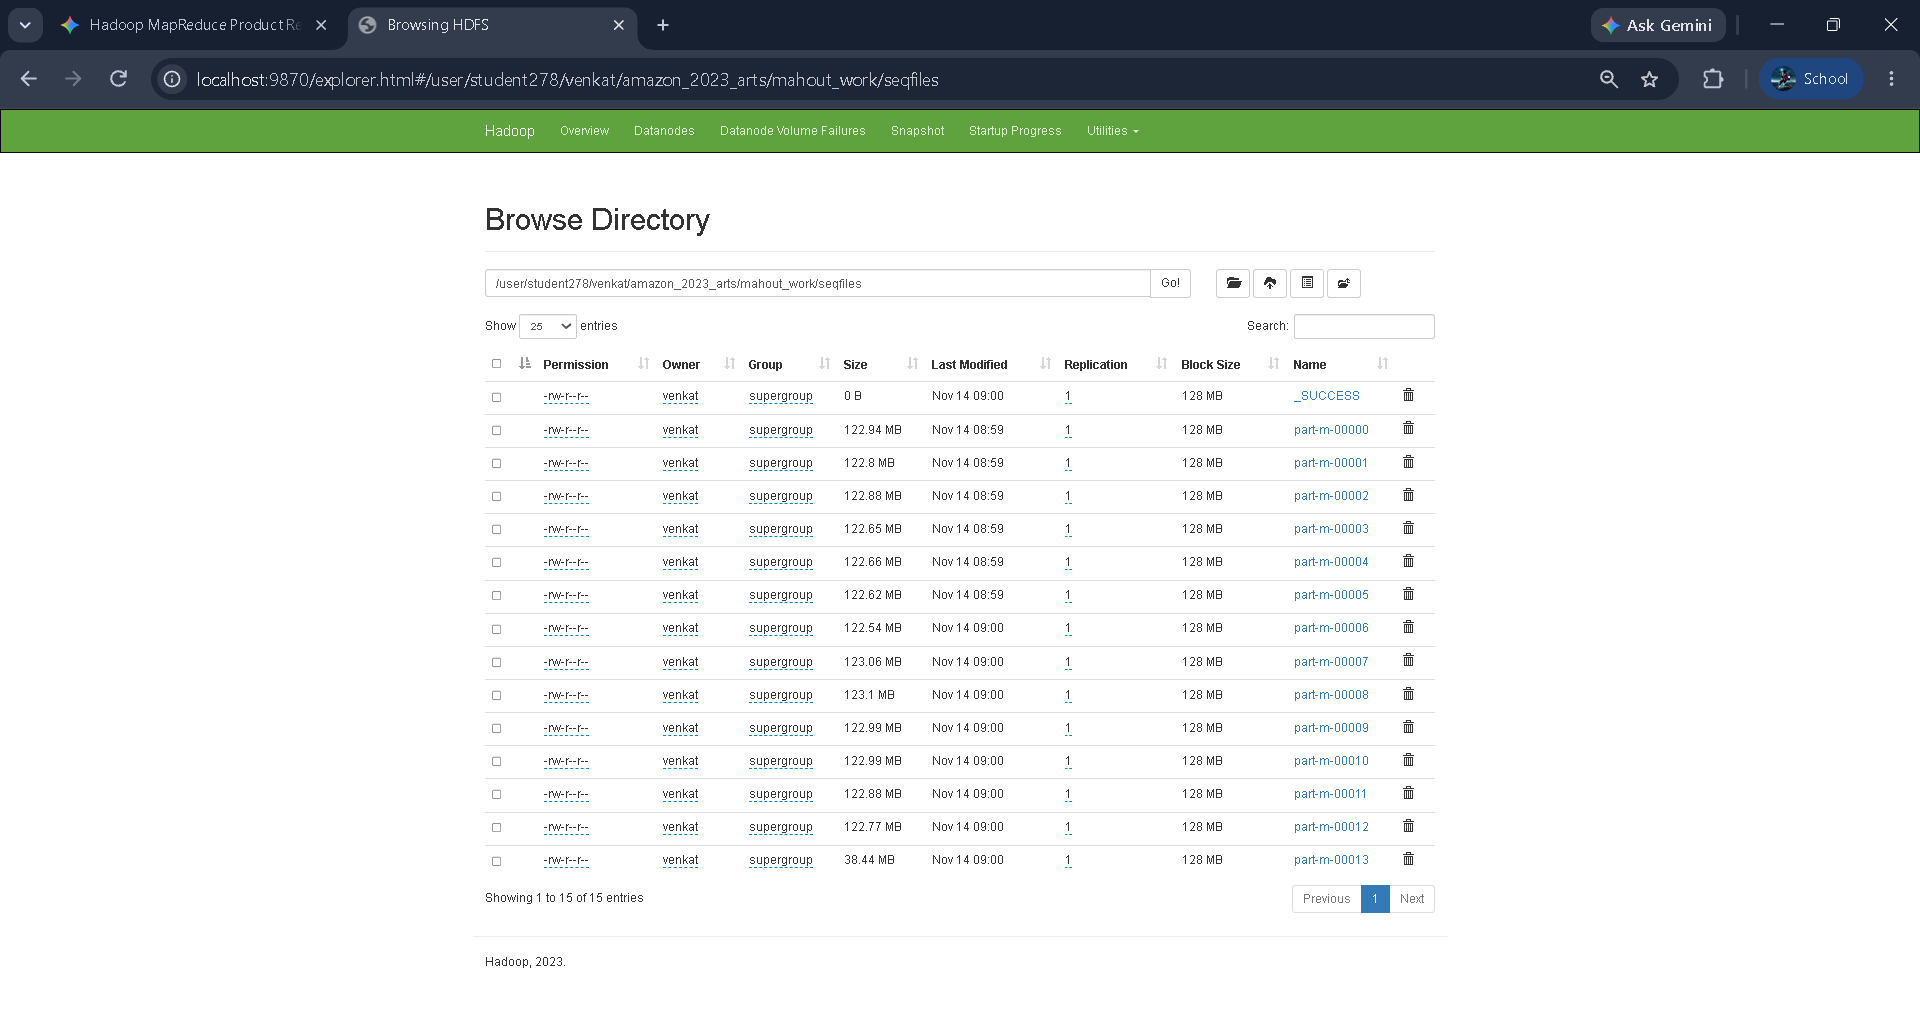 Hadoop MapReduce Product Re
Browsing HDFS
Ask Gemini
localhost:9870/explorer.html#/user/student278/venkat/amazon_2023_arts/mahout_work/seqfiles
School
Hadoop Overview Datanodes Datanode Volume Failures Snapshot Startup Progress Utilities
Browse Directory
/user/student278/venkat/amazon_2023_arts/mahout_work/seqfiles Go!
Show 25 entries Search:
Permission Owner Group Size Last Modified Replication Block Size Name
-rw-r--r-- venkat supergroup 0 B Nov 14 09:00 1 128 MB _SUCCESS
-rw-r--r-- venkat supergroup 122.94 MB Nov 14 08:59 1 128 MB part-m-00000
-rw-r--r-- venkat supergroup 122.8 MB Nov 14 08:59 1 128 MB part-m-00001
-rw-r--r-- venkat supergroup 122.88 MB Nov 14 08:59 1 128 MB part-m-00002
-rw-r--r-- venkat supergroup 122.65 MB Nov 14 08:59 1 128 MB part-m-00003
-rw-r--r-- venkat supergroup 122.66 MB Nov 14 08:59 1 128 MB part-m-00004
-rw-r--r-- venkat supergroup 122.62 MB Nov 14 08:59 1 128 MB part-m-00005
-rw-r--r-- venkat supergroup 122.54 MB Nov 14 09:00 1 128 MB part-m-00006
-rw-r--r-- venkat supergroup 123.06 MB Nov 14 09:00 1 128 MB part-m-00007
-rw-r--r-- venkat supergroup 123.1 MB Nov 14 09:00 1 128 MB part-m-00008
-rw-r--r-- venkat supergroup 122.99 MB Nov 14 09:00 1 128 MB part-m-00009
-rw-r--r-- venkat supergroup 122.99 MB Nov 14 09:00 1 128 MB part-m-00010
-rw-r--r-- venkat supergroup 122.88 MB Nov 14 09:00 1 128 MB part-m-00011
-rw-r--r-- venkat supergroup 122.77 MB Nov 14 09:00 1 128 MB part-m-00012
-rw-r--r-- venkat supergroup 38.44 MB Nov 14 09:00 1 128 MB part-m-00013
Showing 1 to 15 of 15 entries Previous 1 Next
Hadoop, 2023.